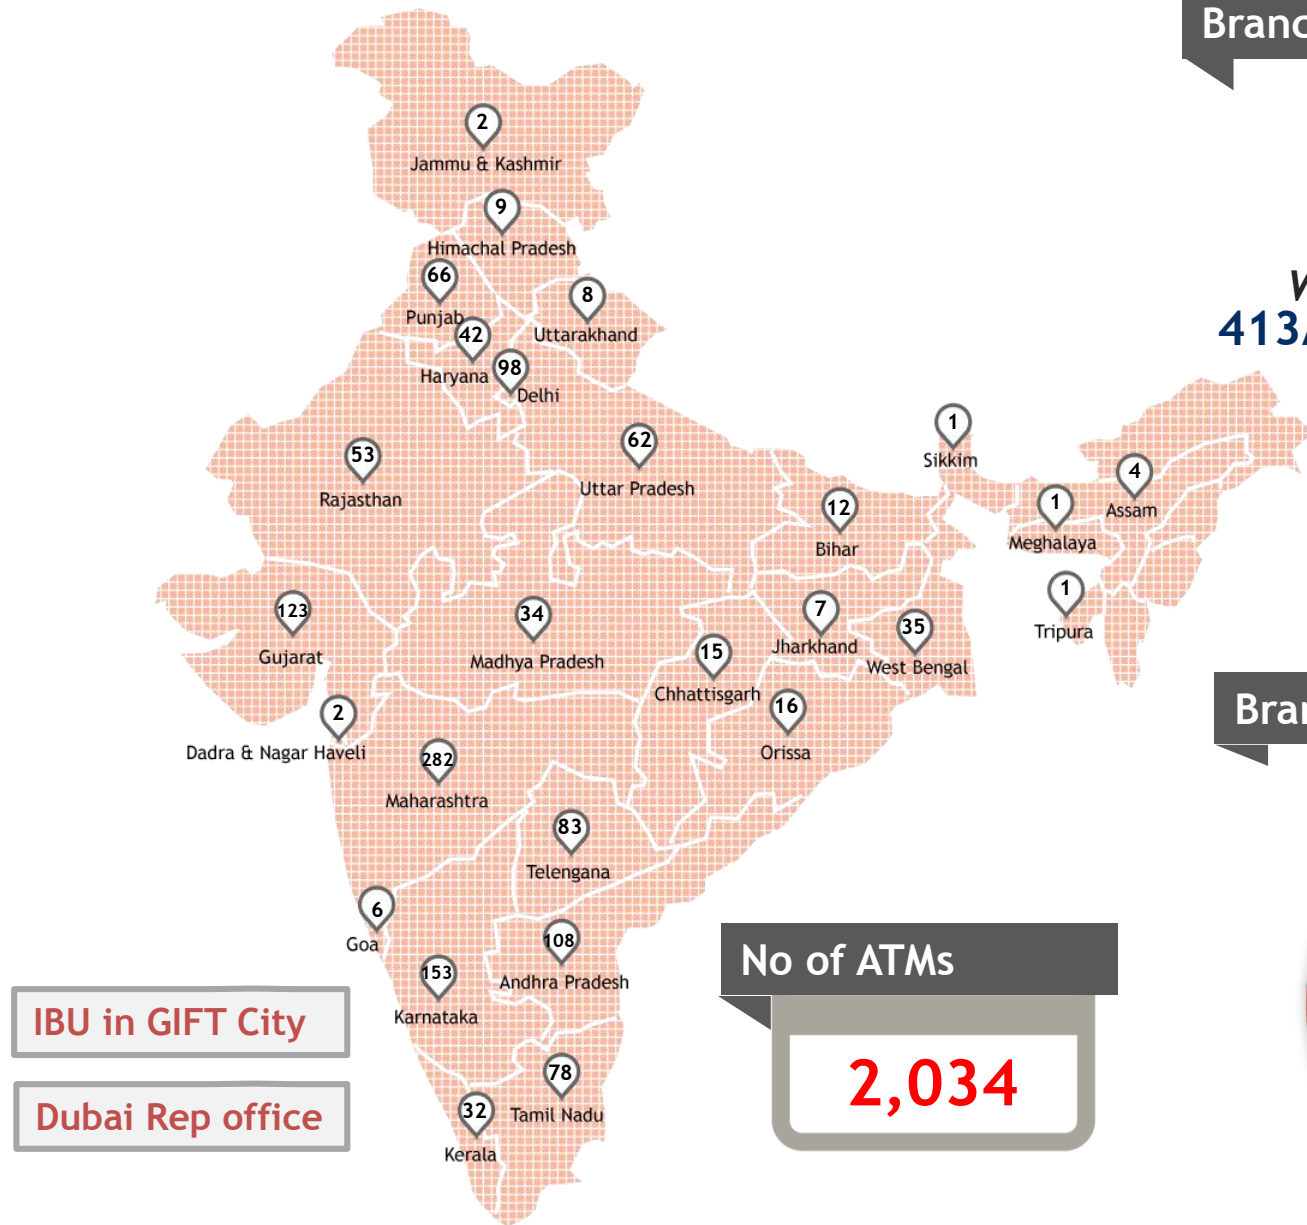 2
Jammu & Kashmir
9
Himachal Pradesh
66
Punjab
8
Uttarakhand
42
Haryana
98
Delhi
53
Rajasthan
62
Uttar Pradesh
1
Sikkim
4
Assam
1
Meghalaya
12
Bihar
1
Tripura
123
Gujarat
34
Madhya Pradesh
7
Jharkhand
35
West Bengal
15
Chhattisgarh
16
Orissa
2
Dadra & Nagar Haveli
282
Maharashtra
83
Telengana
6
Goa
108
Andhra Pradesh
153
Karnataka
78
Tamil Nadu
32
Kerala
IBU in GIFT City
Dubai Rep office
No of ATMs
2,034
Branc
413
Bran